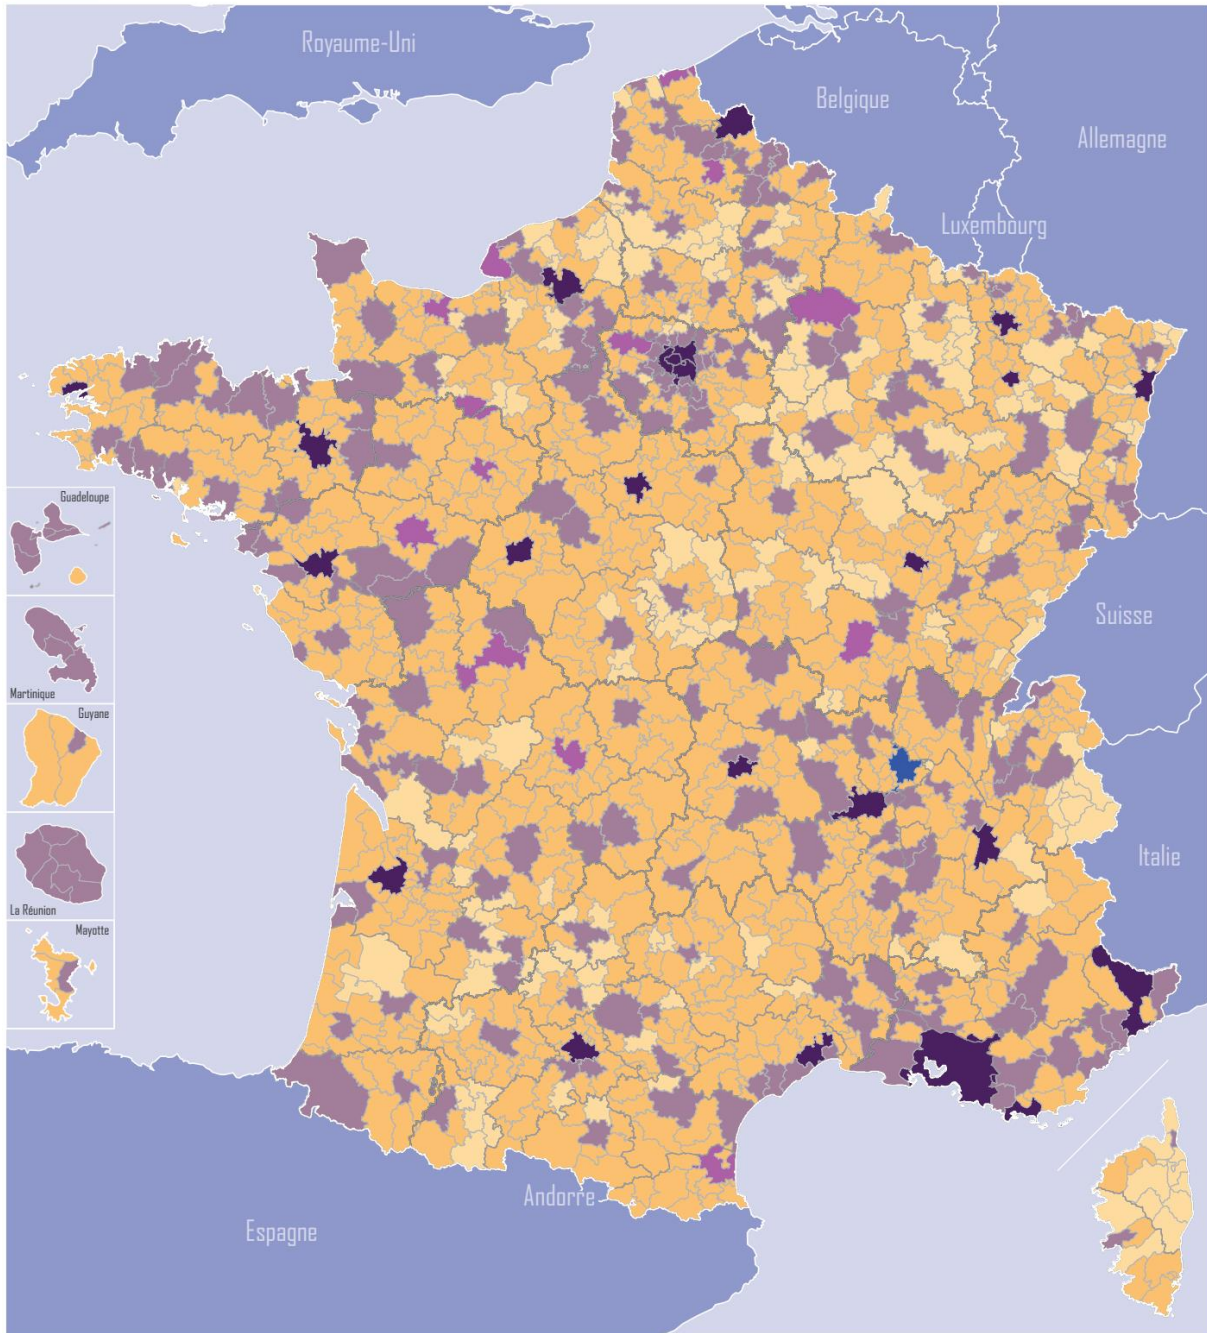 Royaume-Uni
Belgique
Allemagne
Luxembourg
Guadeloupe
Martinique
Guyane
La Réunion
Mayotte
Suisse
Italie
Andorre
Espagne